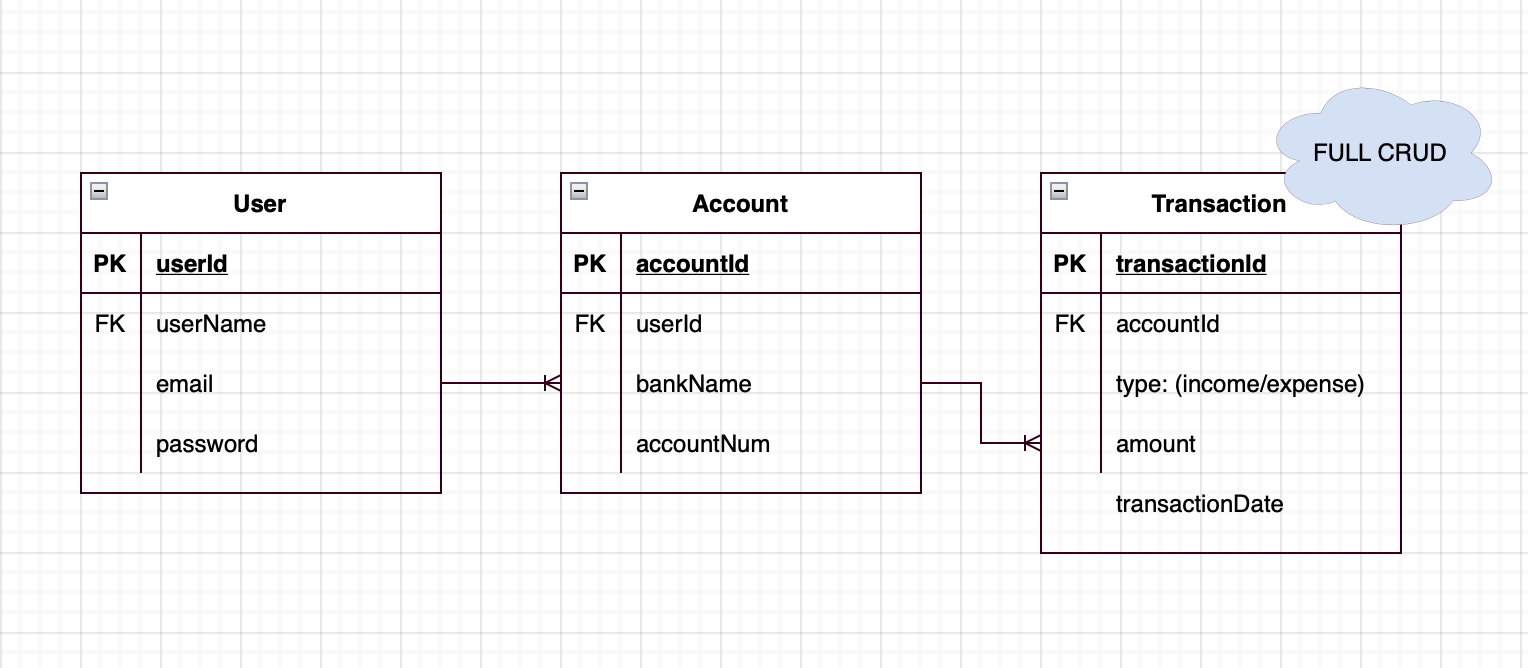 FULL CRUD
User
PK userId
FK userName
email
password
Account
PK accountId
FK userId
bankName
accountNum
Transaction
PK transactionId
FK accountId
type: (income/expense)
amount
transactionDate